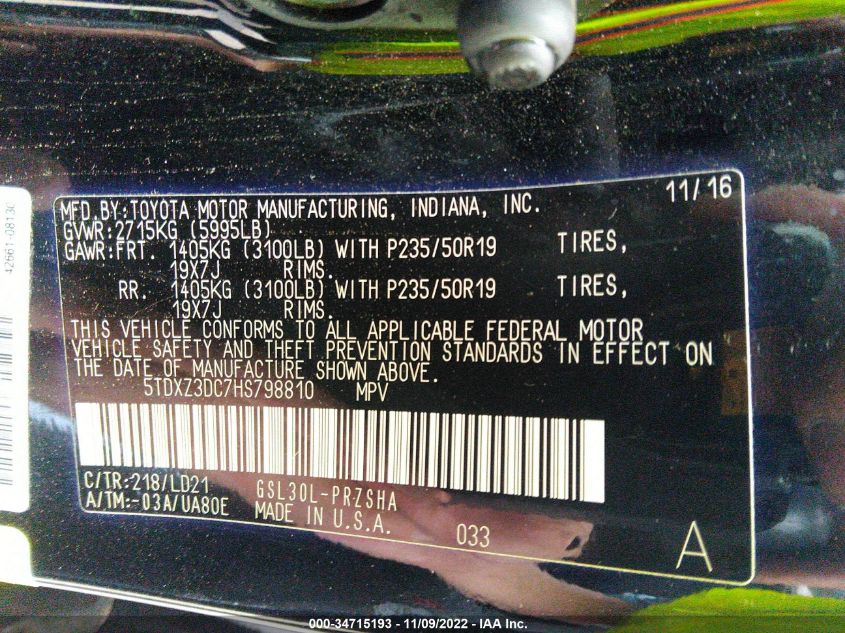 42661-0813
11/16
MFD.BY:TOYOTA MOTOR MANUFACTURING, INDIANA, INC.
GVWR:2715KG (5995LB)
GAWR:FRT. 1405KG (3100LB) WITH P235/50R19 TIRES,
19X7J RIMS.
RR. 1405KG (3100LB) WITH P235/50R19 TIRES,
19X7J RIMS.
THIS VEHICLE CONFORMS TO ALL APPLICABLE FEDERAL MOTOR
VEHICLE SAFETY AND THEFT PREVENTION STANDARDS IN EFFECT ON
THE DATE OF MANUFACTURE SHOWN ABOVE.
5TDXZ3DC7HS798810 MPV
C/TR:218/LD21 GSL30L-PRZSHA
A/TM:-03A/UA80E MADE IN U.S.A. 033
A
000-34715193 - 11/09/2022 - IAA Inc.